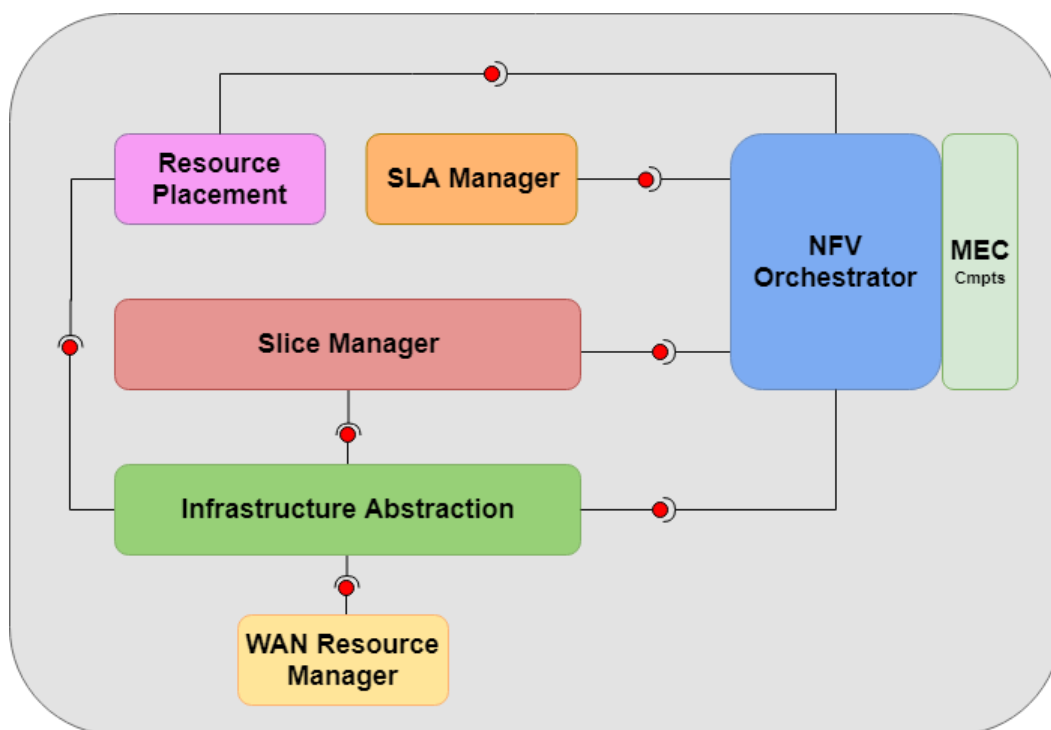 Resource
Placement
SLA Manager
NFV
Orchestrator
MEC
Cmpts
Slice Manager
Infrastructure Abstraction
WAN Resource
Manager